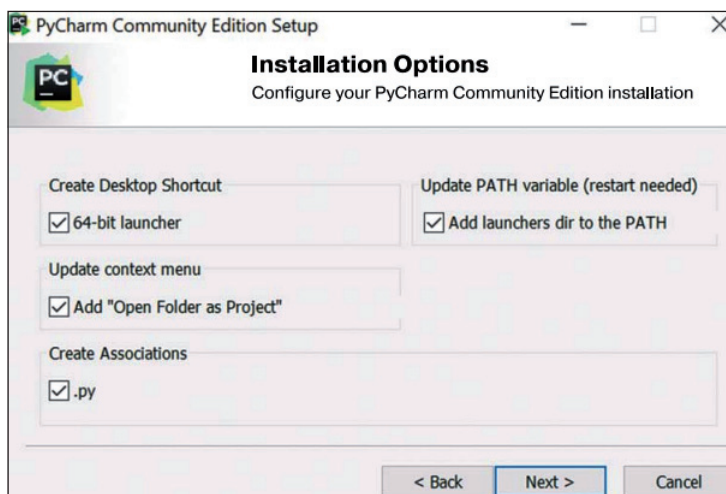 PyCharm Community Edition Setup
PC
Installation Options
Configure your PyCharm Community Edition installation
Create Desktop Shortcut
64-bit launcher
Update PATH variable (restart needed)
Add launchers dir to the PATH
Update context menu
Add "Open Folder as Project"
Create Associations
.py
< Back
Next >
Cancel